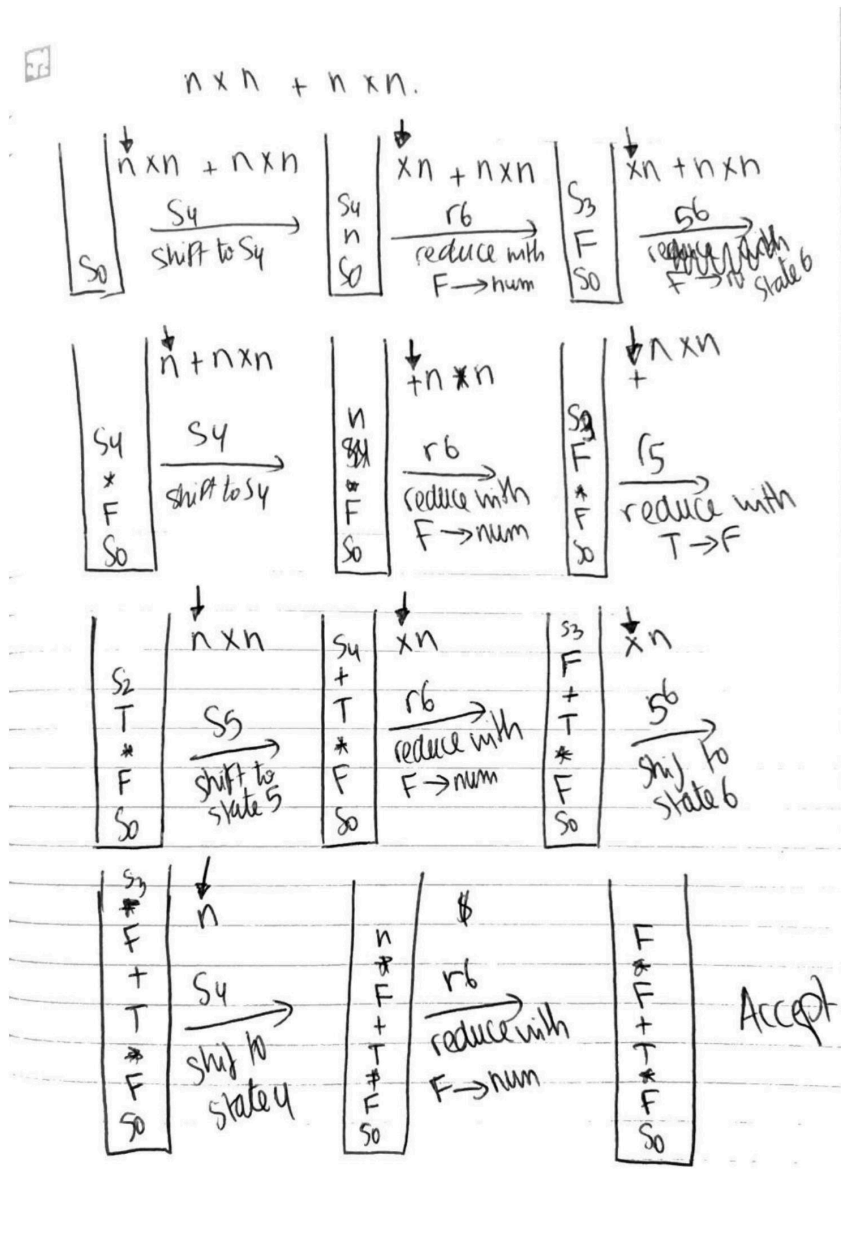 n x n + n x n.
n x n + n x n
S0
S4
shift to S4
x n + n x n
S4
n
S0
r6
reduce with
F → num
x n + n x n
S3
F
S0
S6
state 6
n + n x n
S4
*
F
S0
S4
shift to S4
+ n * n
n
*
F
S0
r6
reduce with
F → num
+ n x n
F
*
F
S0
r5
reduce with
T → F
n x n
S2
T
*
F
S0
S5
shift to
state 5
x n
S4
+
T
*
F
S0
r6
reduce with
F → num
x n
S3
F
+
T
*
F
S0
S6
shif to
state 6
n
S3
*
F
+
T
*
F
S0
S4
shif to
state 4
$
n
*
F
+
T
*
F
S0
r6
reduce with
F → num
F
*
F
+
T
*
F
S0
Accept